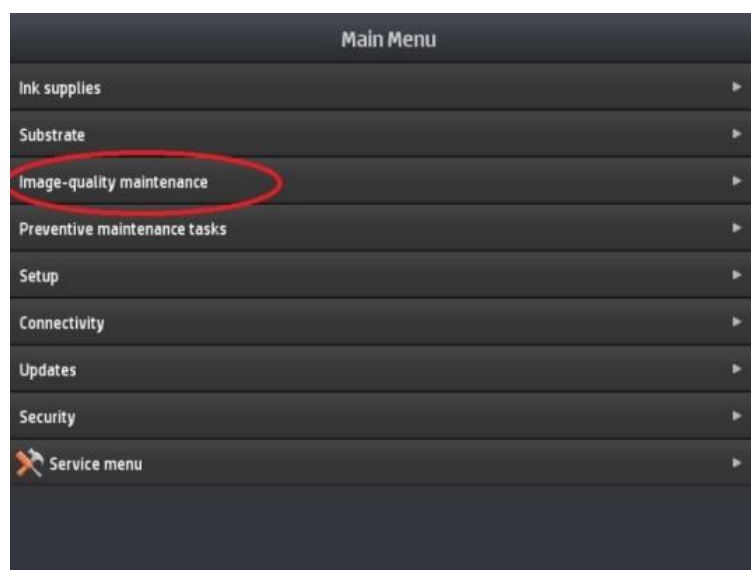 Main Menu
Ink supplies
Substrate
Image-quality maintenance
Preventive maintenance tasks
Setup
Connectivity
Updates
Security
Service menu